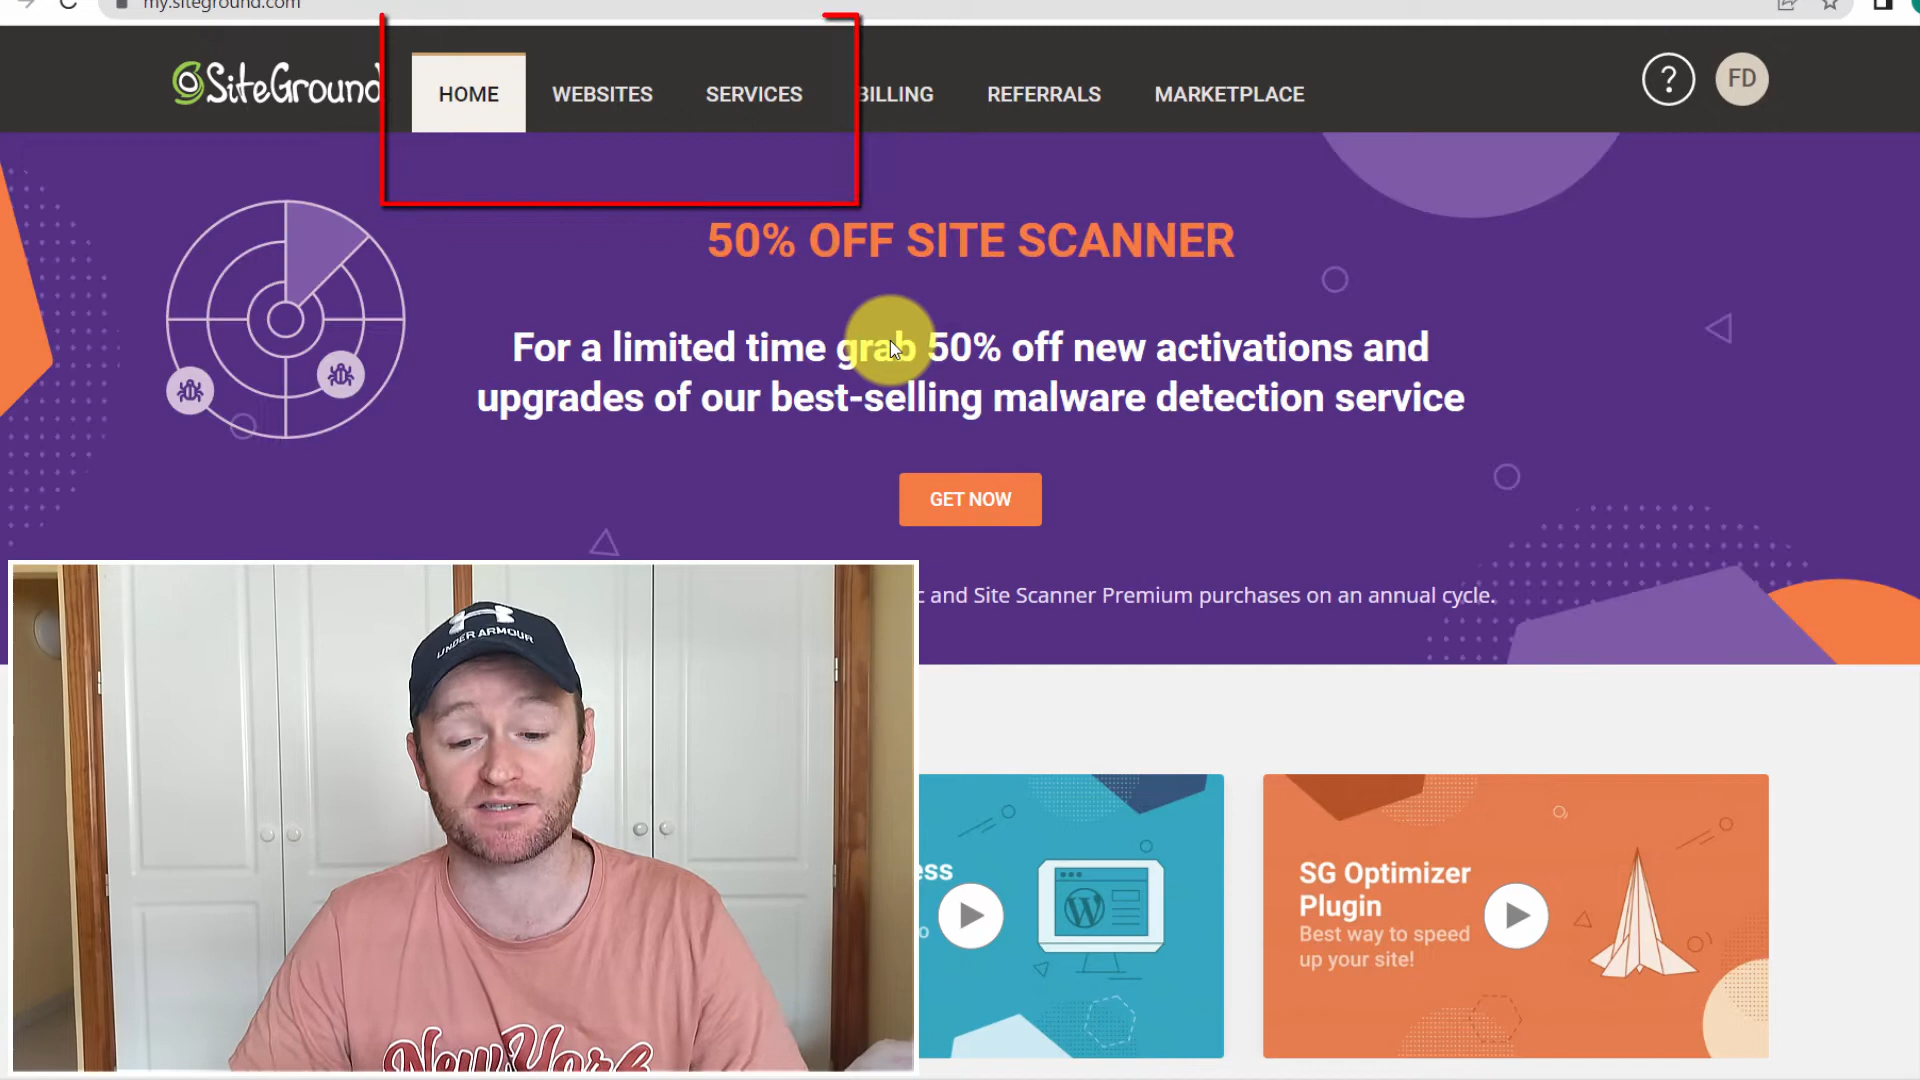 my.siteground.com
SiteGround
HOME
WEBSITES
SERVICES
BILLING
REFERRALS
MARKETPLACE
?
FD
50% OFF SITE SCANNER
For a limited time grab 50% off new activations and
upgrades of our best-selling malware detection service
GET NOW
c and Site Scanner Premium purchases on an annual cycle.
UNDER ARMOUR
New York
ess
o
SG Optimizer
Plugin
Best way to speed
up your site!